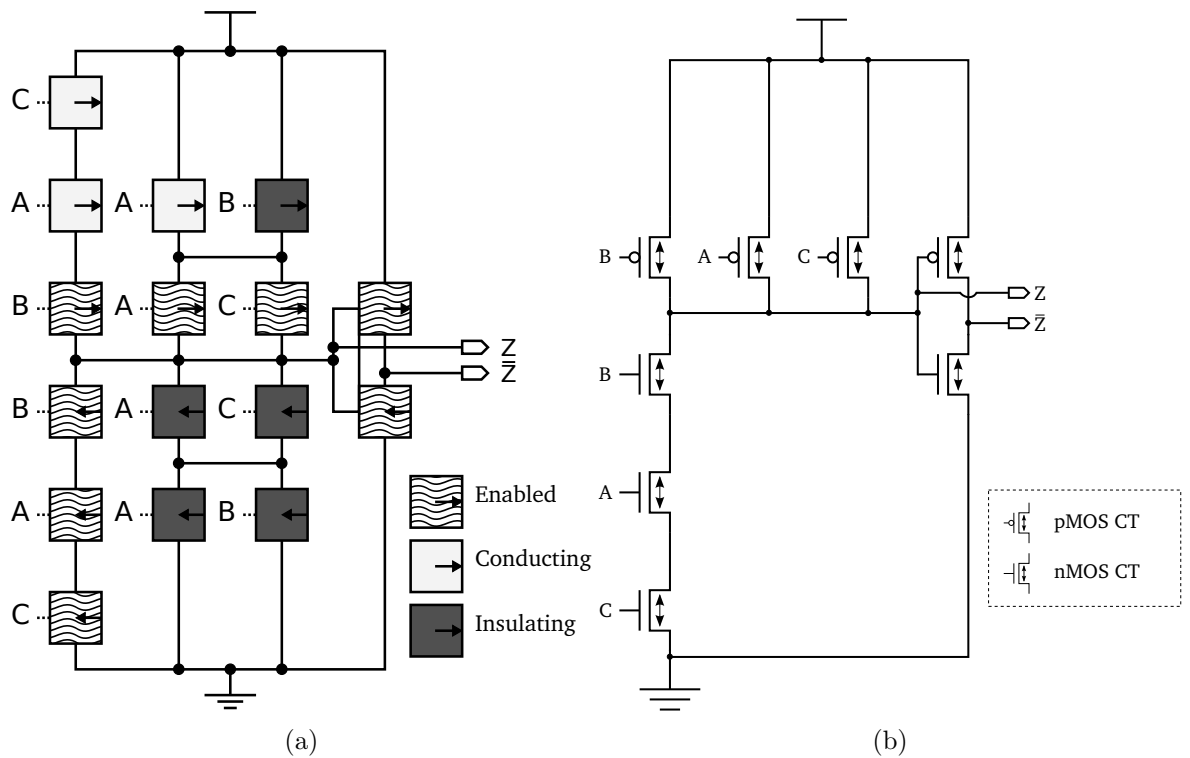 C
A A B
B A C
Z
Z̿
B A C
A A B
C
Enabled
Conducting
Insulating
(a)
B A C
Z
Z̄
B
A
C
pMOS CT
nMOS CT
(b)